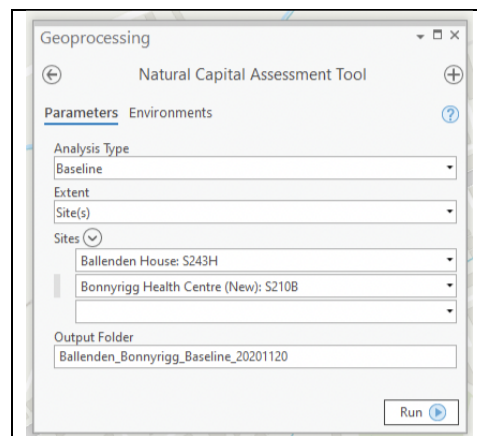 Geoprocessing
Natural Capital Assessment Tool
Parameters Environments
Analysis Type
Baseline
Extent
Site(s)
Sites
Ballenden House: S243H
Bonnyrigg Health Centre (New): S210B
Output Folder
Ballenden_Bonnyrigg_Baseline_20201120
Run